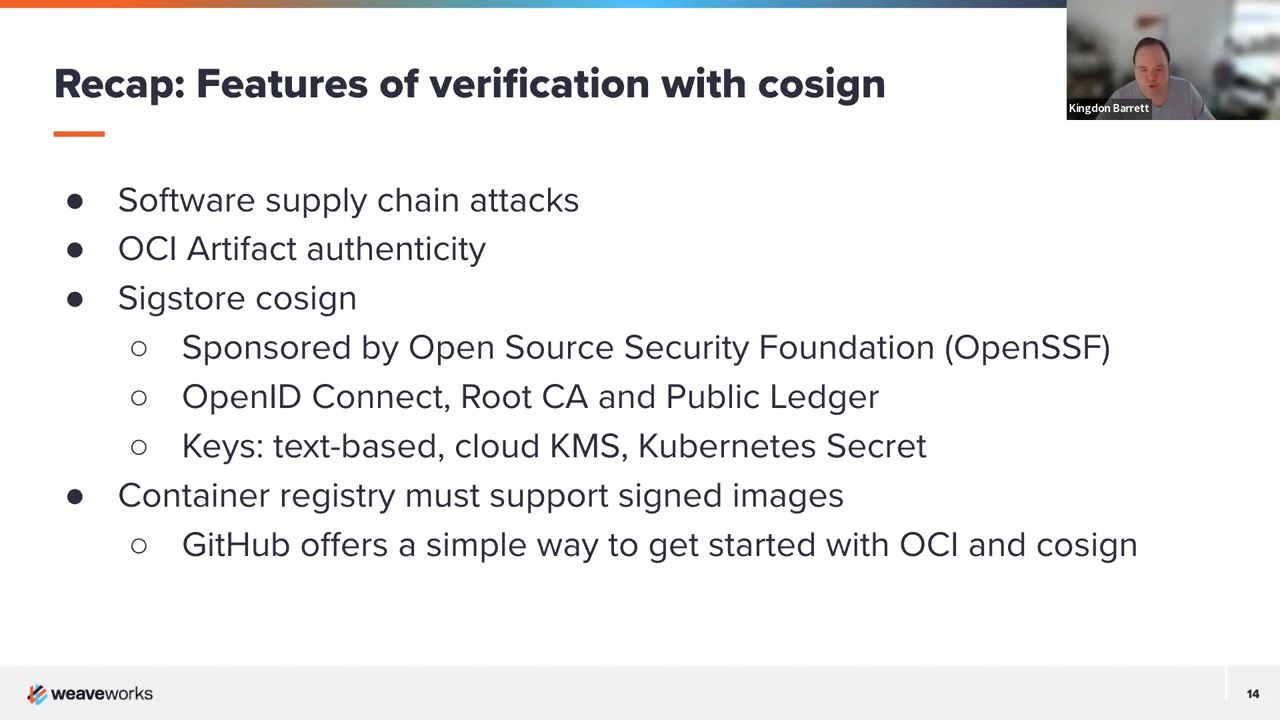 Recap: Features of verification with cosign
Kingdon Barrett
● Software supply chain attacks
● OCI Artifact authenticity
● Sigstore cosign
○ Sponsored by Open Source Security Foundation (OpenSSF)
○ OpenID Connect, Root CA and Public Ledger
○ Keys: text-based, cloud KMS, Kubernetes Secret
● Container registry must support signed images
○ GitHub offers a simple way to get started with OCI and cosign
weaveworks
14